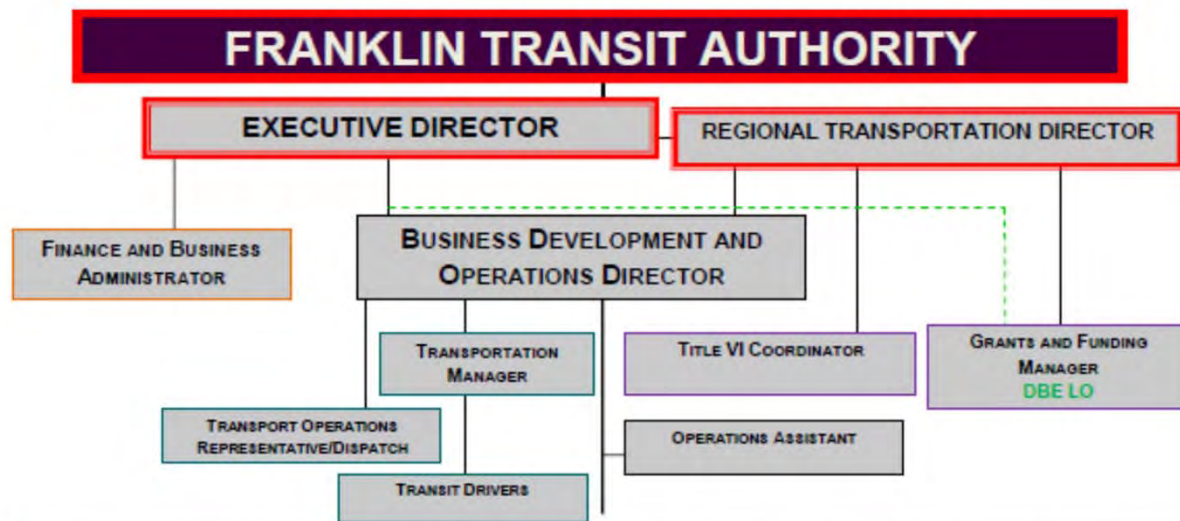 FRANKLIN TRANSIT AUTHORITY
EXECUTIVE DIRECTOR
REGIONAL TRANSPORTATION DIRECTOR
FINANCE AND BUSINESS
ADMINISTRATOR
BUSINESS DEVELOPMENT AND
OPERATIONS DIRECTOR
TRANSPORTATION
MANAGER
TITLE VI COORDINATOR
GRANTS AND FUNDING
MANAGER
DBE LO
TRANSPORT OPERATIONS
REPRESENTATIVE/DISPATCH
OPERATIONS ASSISTANT
TRANSIT DRIVERS